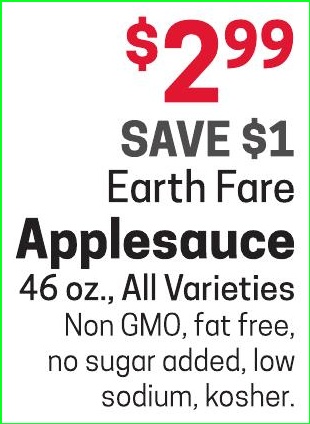 $2.99
SAVE $1
Earth Fare
Applesauce
46 oz., All Varieties
Non GMO, fat free,
no sugar added, low
sodium, kosher.